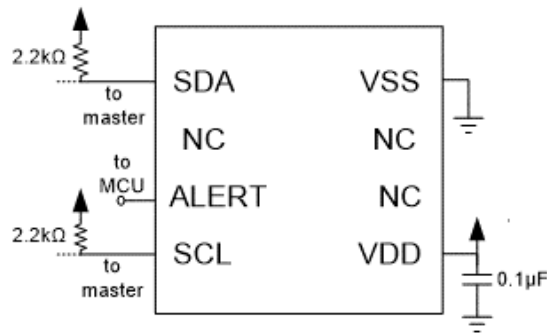 2.2kΩ
to
master
SDA
VSS
NC
NC
to
MCU
ALERT
NC
2.2kΩ
to
master
SCL
VDD
0.1µF